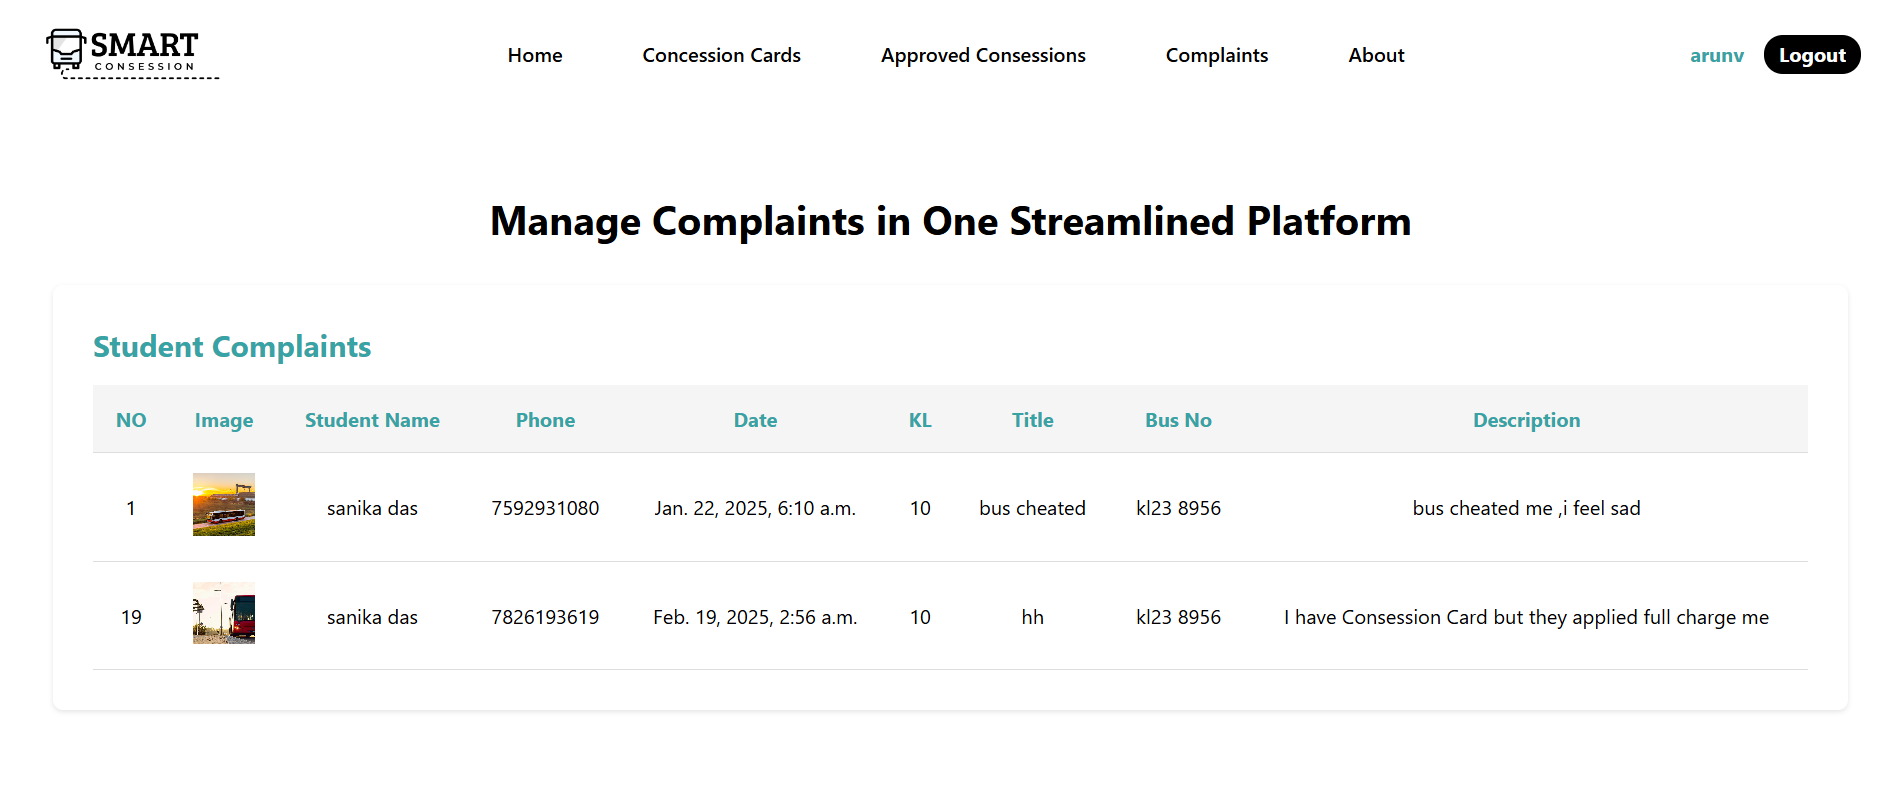 SMART
CONSESSION
Home Concession Cards Approved Consessions Complaints About arunv Logout
Manage Complaints in One Streamlined Platform
Student Complaints
NO Image Student Name Phone Date KL Title Bus No Description
1 sanika das 7592931080 Jan. 22, 2025, 6:10 a.m. 10 bus cheated kl23 8956 bus cheated me ,i feel sad
19 sanika das 7826193619 Feb. 19, 2025, 2:56 a.m. 10 hh kl23 8956 I have Consession Card but they applied full charge me